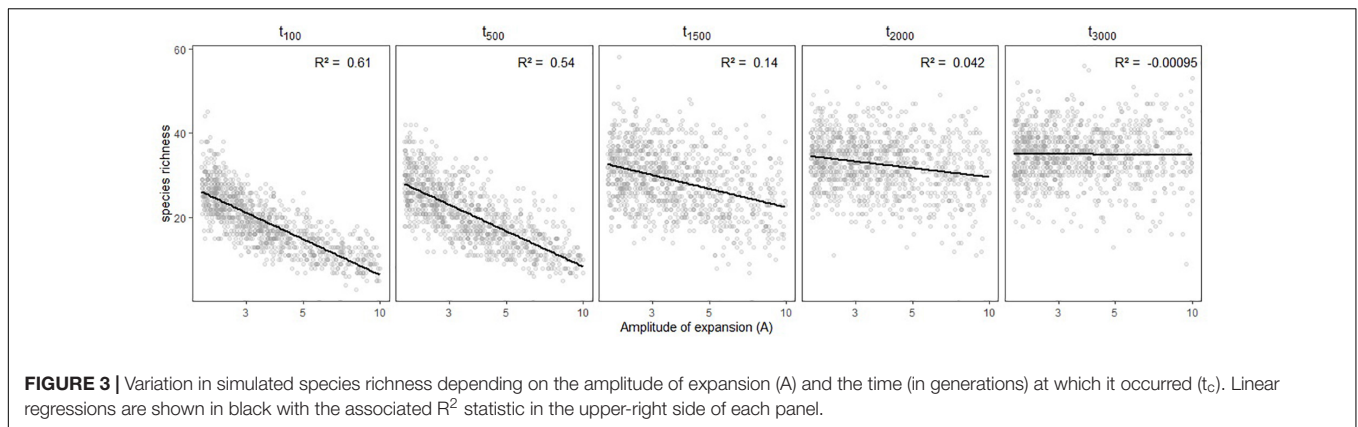 t100 t500 t1500 t2000 t3000
R² = 0.61 R² = 0.54 R² = 0.14 R² = 0.042 R² = -0.00095
60
40
20
species richness
3 5 10 3 5 10 3 5 10 3 5 10 3 5 10
Amplitude of expansion (A)
FIGURE 3 | Variation in simulated species richness depending on the amplitude of expansion (A) and the time (in generations) at which it occurred (tc). Linear
regressions are shown in black with the associated R² statistic in the upper-right side of each panel.